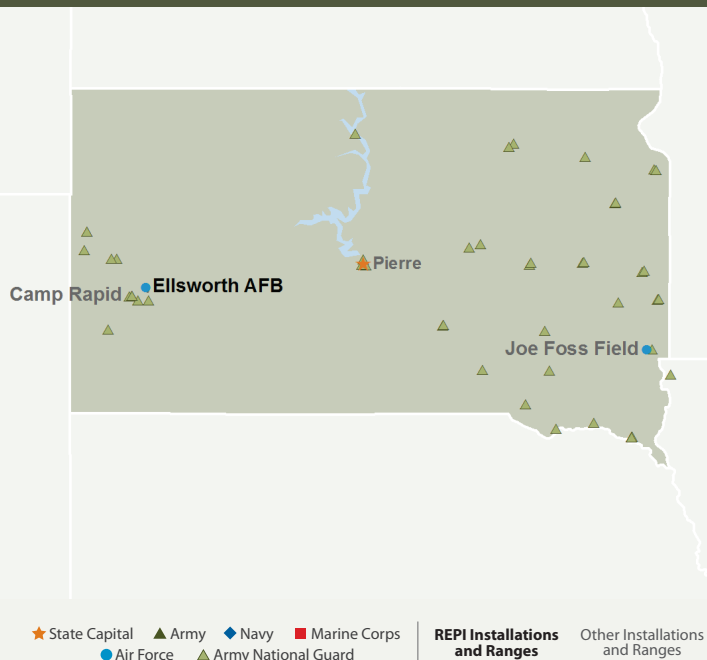 Pierre
Ellsworth AFB
Camp Rapid
Joe Foss Field
State Capital Army Navy Marine Corps
Air Force Army National Guard
REPI Installations
and Ranges
Other Installations
and Ranges